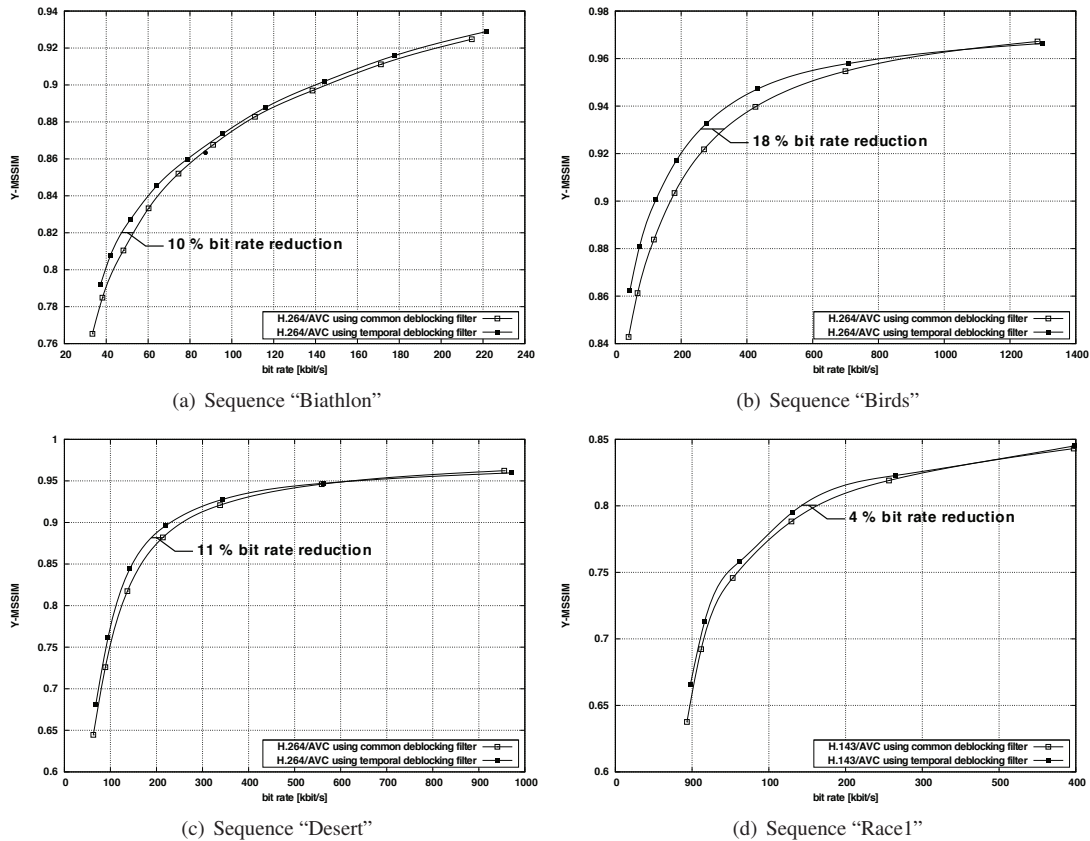 0.94
0.92
0.9
0.88
0.86
0.84
0.82
0.8
0.78
0.76
Y-MSSIM
10 % bit rate reduction
H.264/AVC using common deblocking filter
H.264/AVC using temporal deblocking filter
20 40 60 80 100 120 140 160 180 200 220 240
bit rate [kbit/s]
(a) Sequence “Biathlon”
0.98
0.96
0.94
0.92
0.9
0.88
0.86
0.84
Y-MSSIM
18 % bit rate reduction
H.264/AVC using common deblocking filter
H.264/AVC using temporal deblocking filter
0 200 400 600 800 1000 1200 1400
bit rate [kbit/s]
(b) Sequence “Birds”
1
0.95
0.9
0.85
0.8
0.75
0.7
0.65
0.6
Y-MSSIM
11 % bit rate reduction
H.264/AVC using common deblocking filter
H.264/AVC using temporal deblocking filter
0 100 200 300 400 500 600 700 800 900 1000
bit rate [kbit/s]
(c) Sequence “Desert”
0.85
0.8
0.75
0.7
0.65
0.6
Y-MSSIM
4 % bit rate reduction
H.143/AVC using common deblocking filter
H.143/AVC using temporal deblocking filter
0 900 100 200 300 500 400
bit rate [kbit/s]
(d) Sequence “Race1”